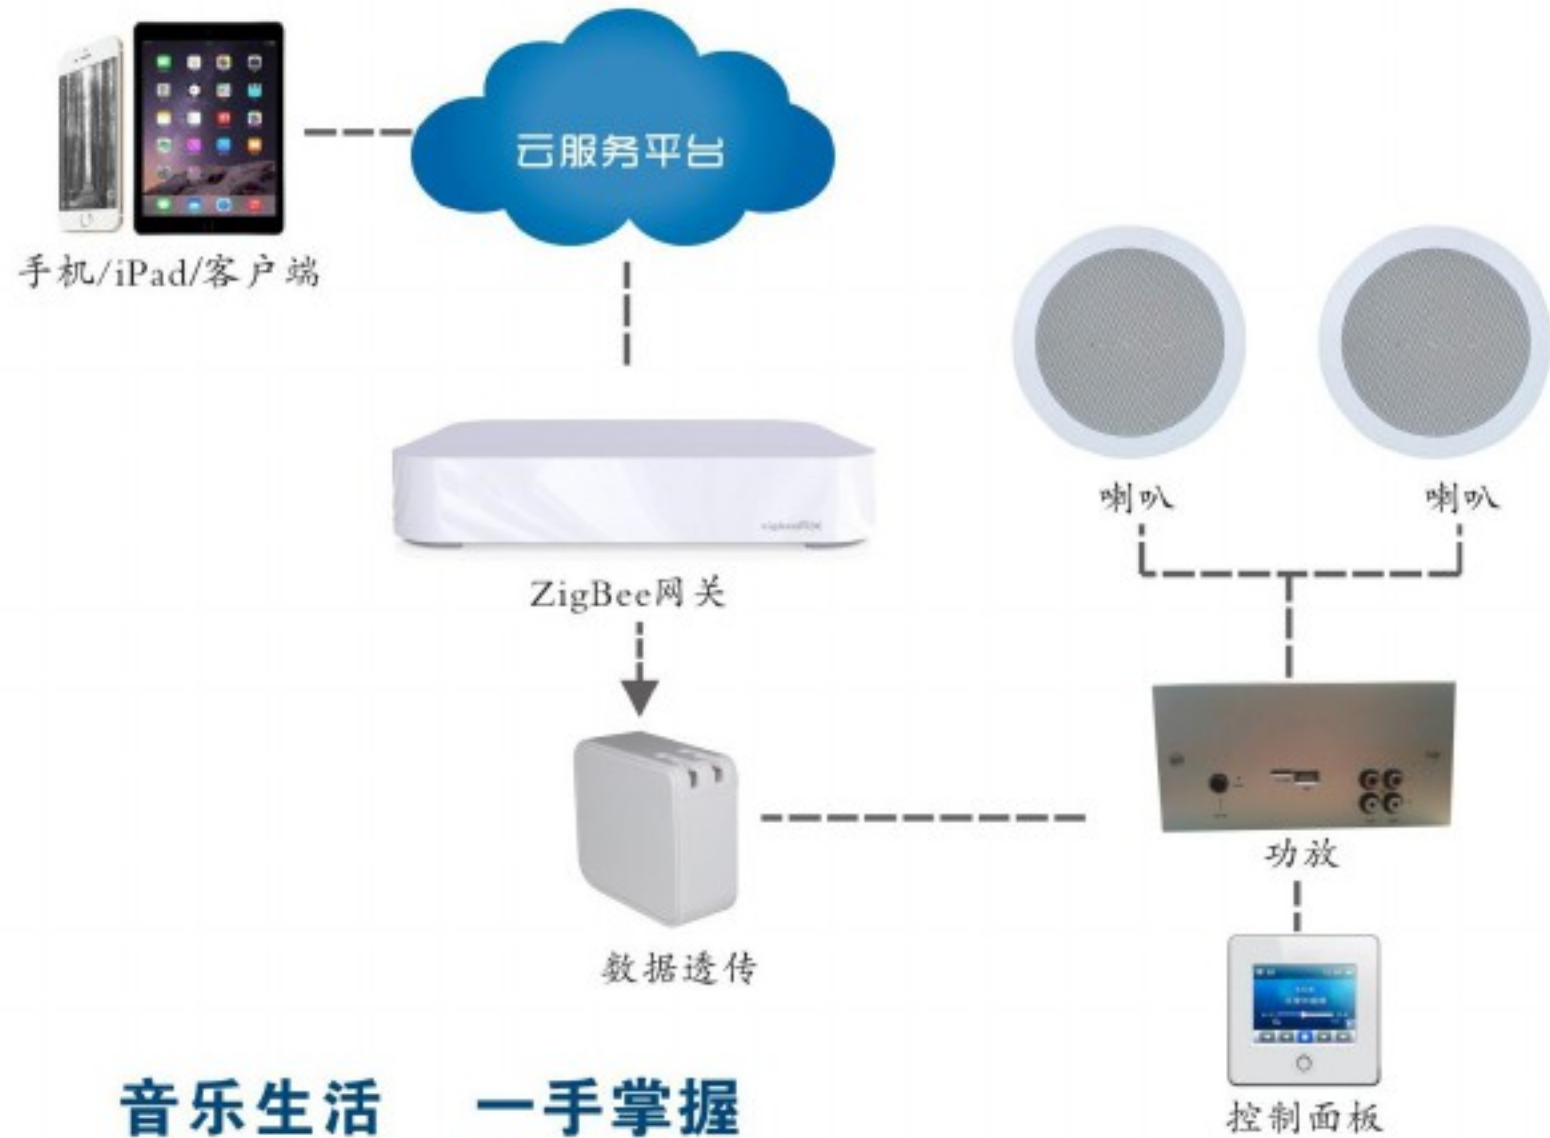 云服务平台
手机/iPad/客户端
喇叭
喇叭
ZigBee网关
功放
数据透传
控制面板
音乐生活 一手掌握